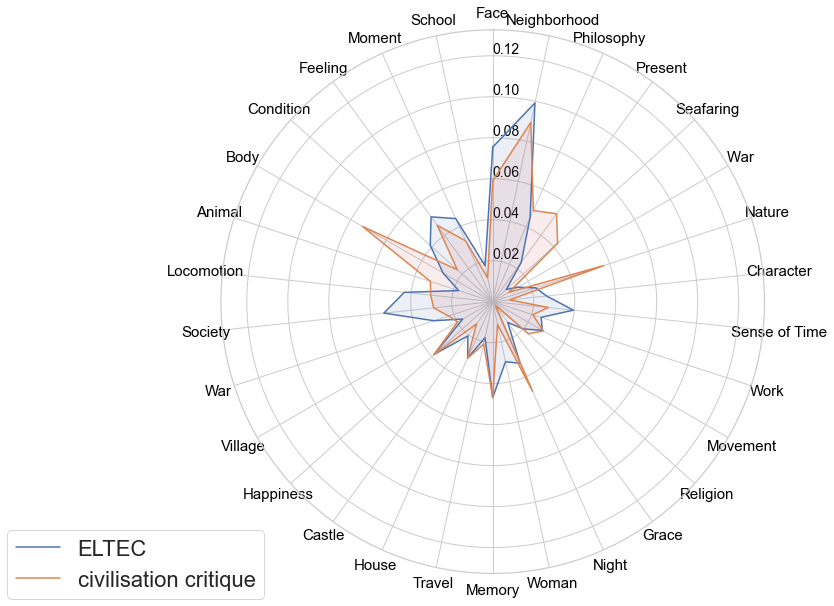 Face
Neighborhood
Philosophy
Present
Seafaring
War
Nature
Character
Sense of Time
Work
Movement
Religion
Grace
Night
Woman
Memory
Travel
House
Castle
Happiness
Village
War
Society
Locomotion
Animal
Body
Condition
Feeling
Moment
School
0.12
0.10
0.08
0.06
0.04
0.02
ELTEC
civilisation critique